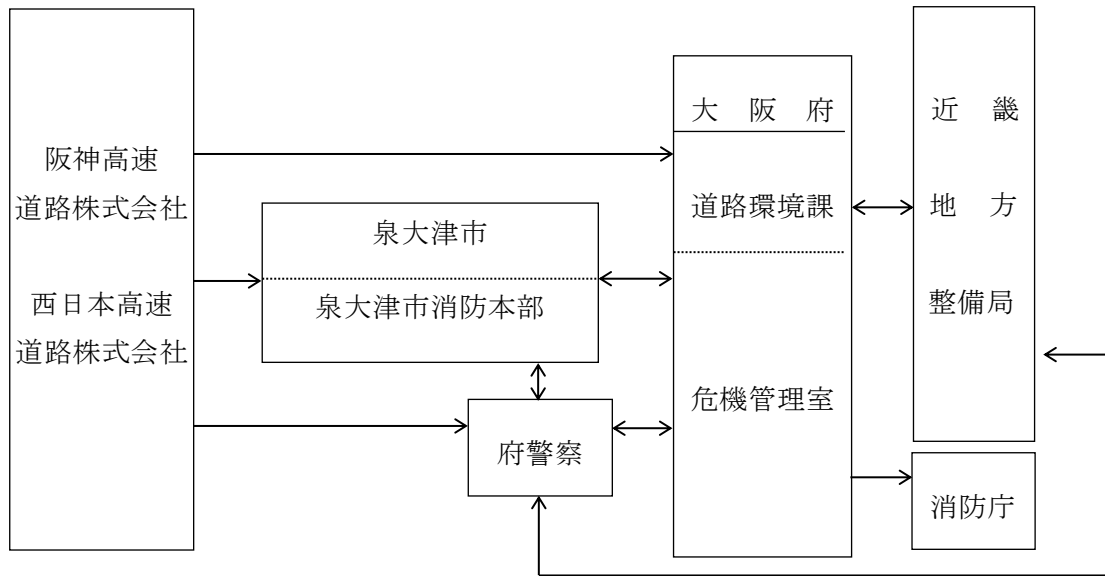 阪神高速
道路株式会社
西日本高速
道路株式会社
泉大津市
泉大津市消防本部
府警察
大 阪 府
道路環境課
危機管理室
近 畿
地 方
整備局
消防庁